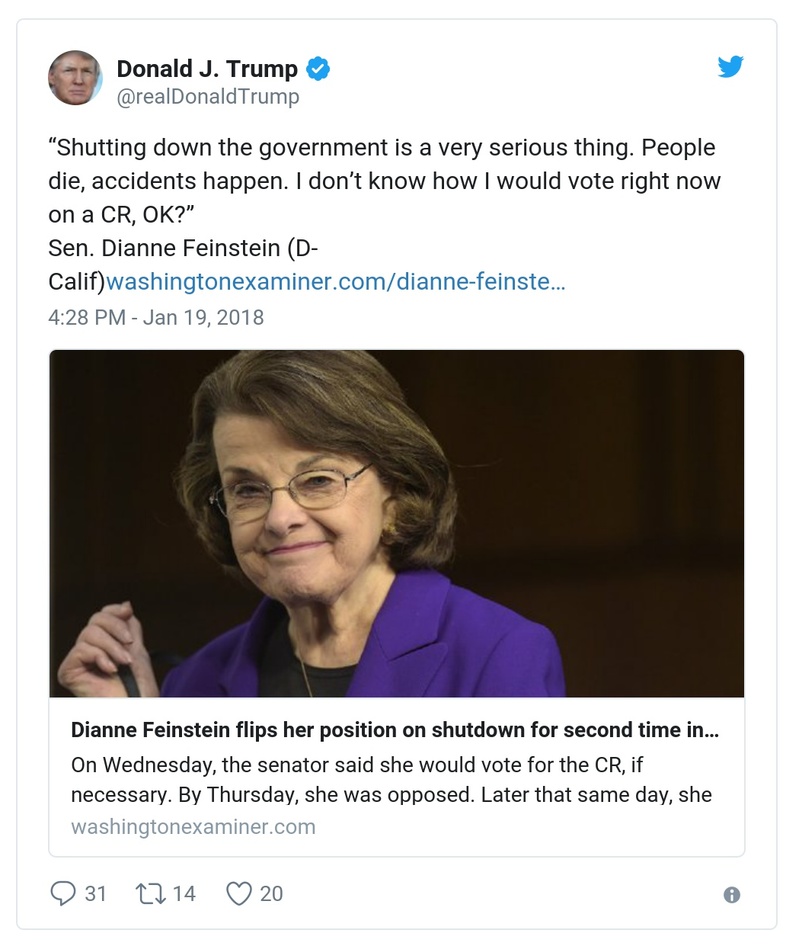 Donald J. Trump
@realDonaldTrump
“Shutting down the government is a very serious thing. People
die, accidents happen. I don’t know how I would vote right now
on a CR, OK?”
Sen. Dianne Feinstein (D-
Calif)washingtonexaminer.com/dianne-feinste…
4:28 PM - Jan 19, 2018
Dianne Feinstein flips her position on shutdown for second time in…
On Wednesday, the senator said she would vote for the CR, if
necessary. By Thursday, she was opposed. Later that same day, she
washingtonexaminer.com
31 14 20